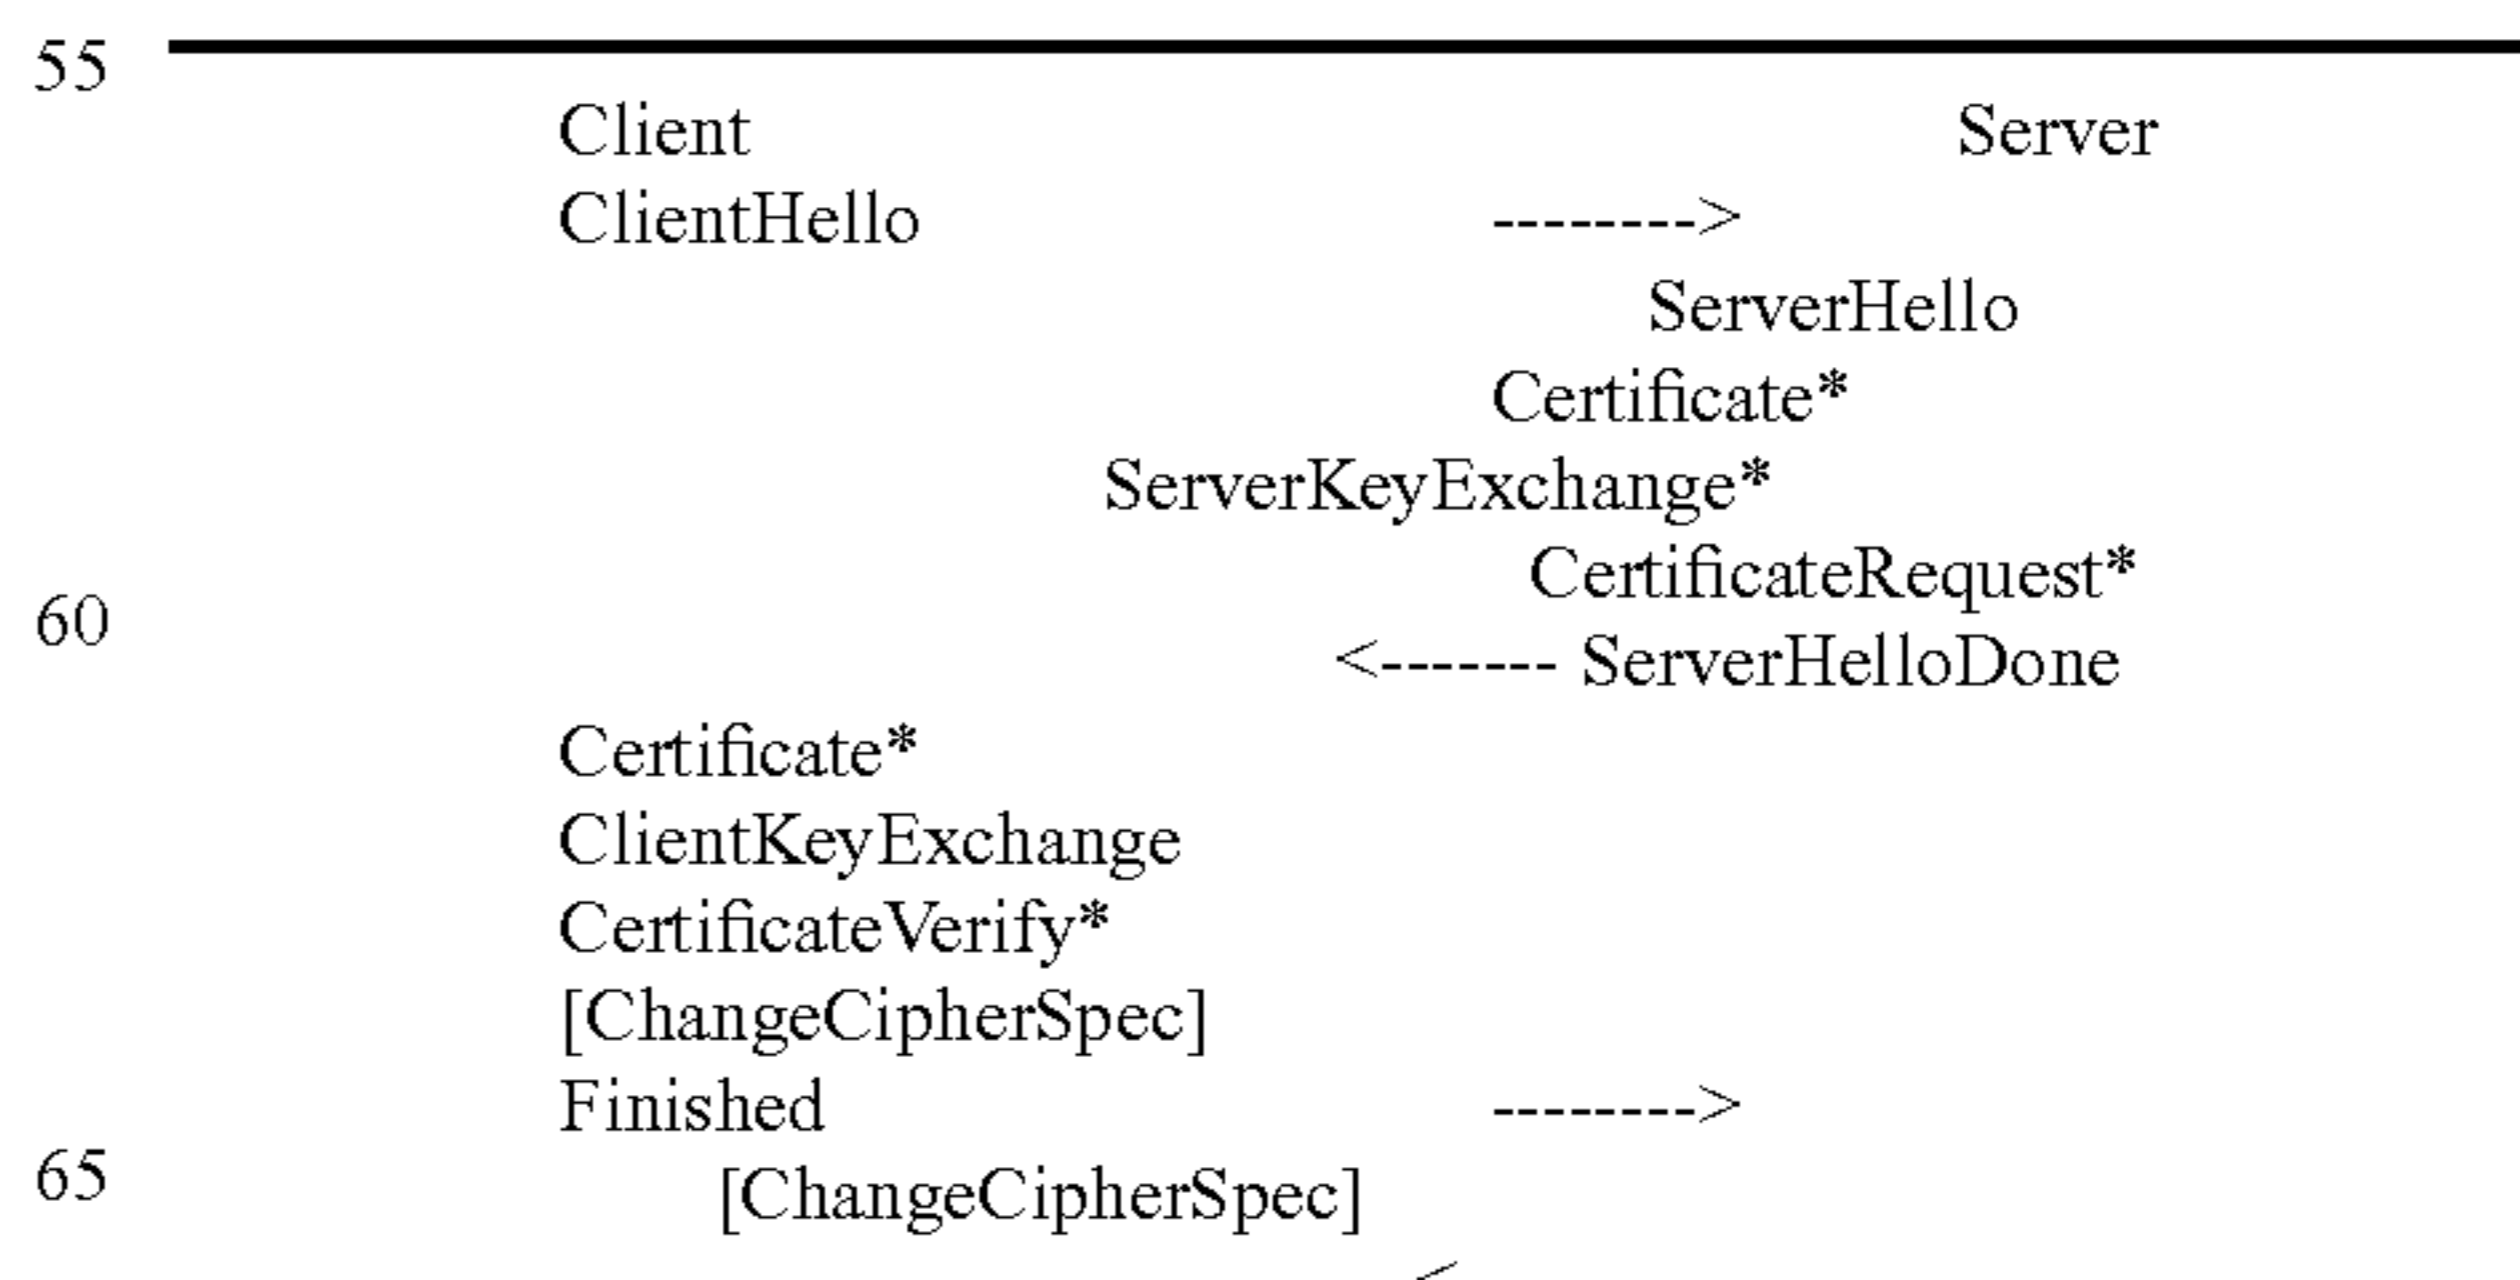 55
Client Server
ClientHello -------->
ServerHello
Certificate*
ServerKeyExchange*
CertificateRequest*
60
<------- ServerHelloDone
Certificate*
ClientKeyExchange
CertificateVerify*
[ChangeCipherSpec]
Finished -------->
65
[ChangeCipherSpec]